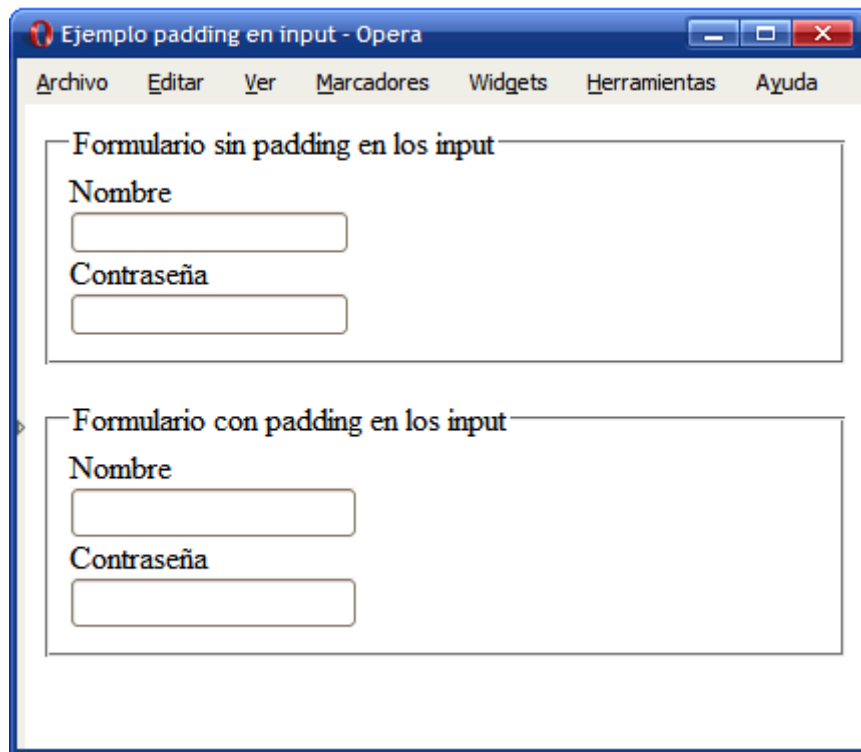 Ejemplo padding en input - Opera
Archivo Editar Ver Marcadores Widgets Herramientas Ayuda
Formulario sin padding en los input
Nombre
Contraseña
Formulario con padding en los input
Nombre
Contraseña